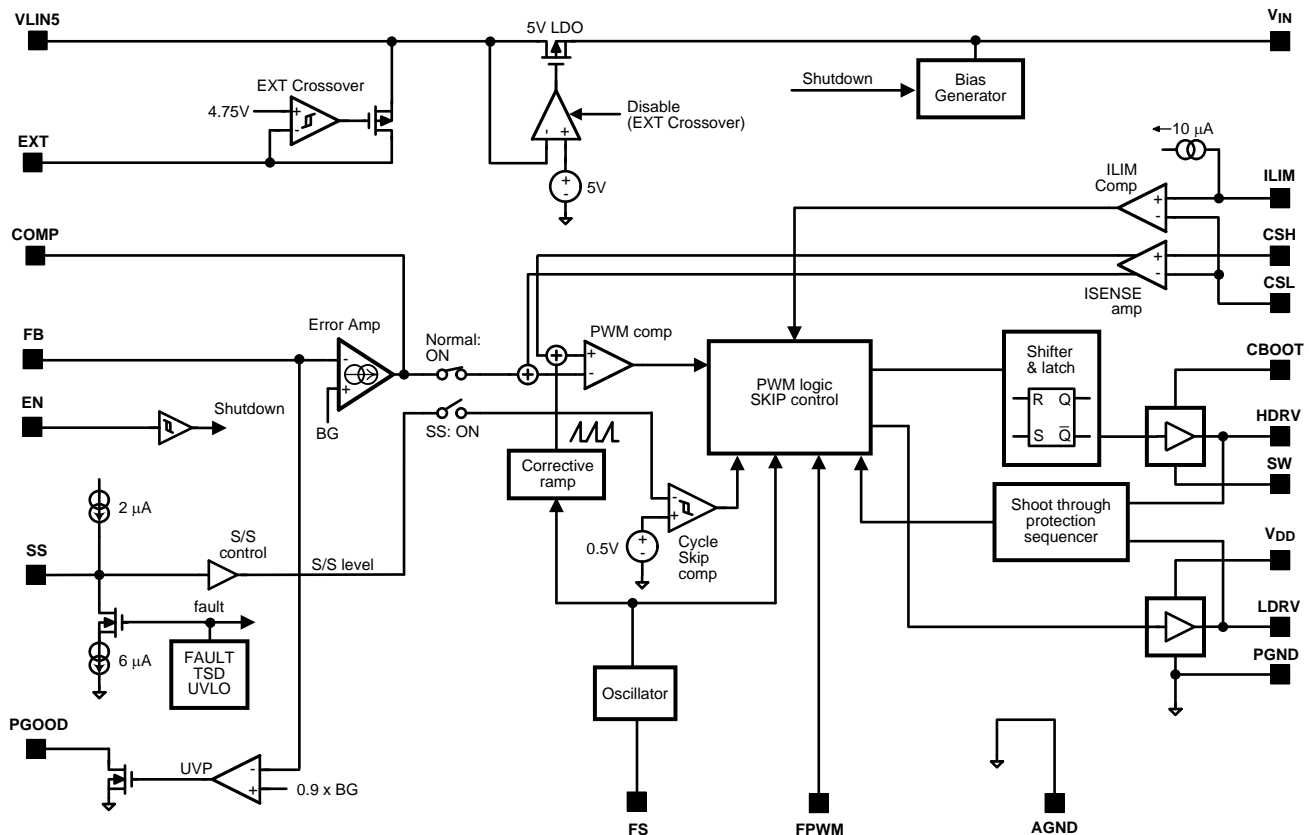 VLIN5
5V LDO
VIN
EXT Crossover
4.75V
+
-
Shutdown
Bias
Generator
Disable
(EXT Crossover)
EXT
-
+
+
-
5V
10 µA
ILIM
Comp
+
-
ILIM
COMP
CSH
+
-
CSL
ISENSE
amp
Error Amp
FB
-
+
BG
Normal:
ON
PWM comp
+
+
+
-
PWM logic
SKIP control
Shifter
& latch
R
Q
S
Q̅
CBOOT
HDRV
SW
EN
Shutdown
SS: ON
Corrective
ramp
-
+
+
-
0.5V
Cycle
Skip
comp
Shoot through
protection
sequencer
2 µA
S/S
control
SS
S/S level
VDD
fault
6 µA
FAULT
TSD
UVLO
LDRV
PGND
Oscillator
PGOOD
UVP
-
+
0.9 x BG
FS
FPWM
AGND